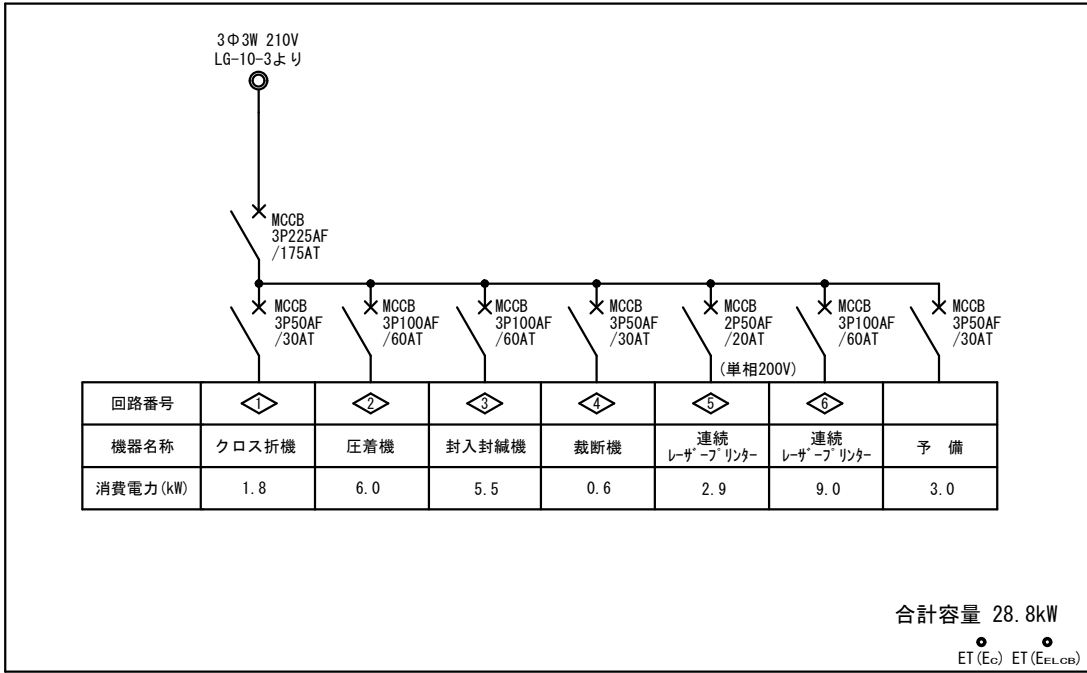 3Φ3W 210V
LG-10-3より
MCCB
3P225AF
/175AT
MCCB
3P50AF
/30AT
MCCB
3P100AF
/60AT
MCCB
3P100AF
/60AT
MCCB
3P50AF
/30AT
MCCB
2P50AF
/20AT
(単相200V)
MCCB
3P100AF
/60AT
MCCB
3P50AF
/30AT
回路番号 1 2 3 4 5 6
機器名称 クロス折機 圧着機 封入封緘機 裁断機 連続 連続 予 備
ﾚｰｻﾞｰﾌﾟﾘﾝﾀｰ ﾚｰｻﾞｰﾌﾟﾘﾝﾀｰ
消費電力(kW) 1.8 6.0 5.5 0.6 2.9 9.0 3.0
合計容量 28.8kW
ET(EC) ET(EELCB)